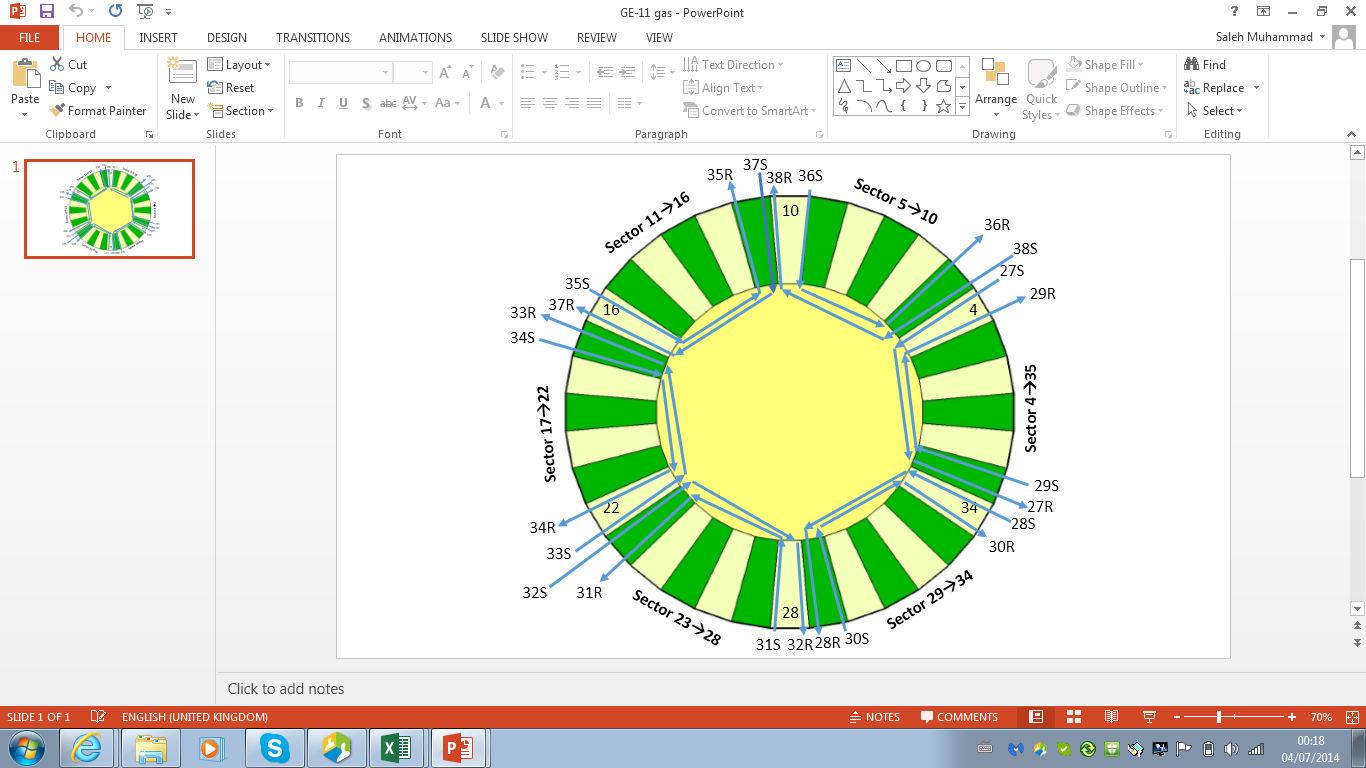 GE-11 gas - PowerPoint
FILE HOME INSERT DESIGN TRANSITIONS ANIMATIONS SLIDE SHOW REVIEW VIEW Saleh Muhammad
Paste
Cut
Copy
Format Painter
Clipboard
New
Slide
Layout
Reset
Section
Slides
B I U S abc AV Aa A
Font
Text Direction
Align Text
Convert to SmartArt
Paragraph
Arrange
Quick
Styles
Shape Fill
Shape Outline
Shape Effects
Drawing
Find
Replace
Select
Editing
1
37S
35R 38R 36S
Sector 11→16
Sector 5→10
10
36R
38S
27S
29R
35S
37R
33R
34S
16
4
Sector 17→22
Sector 4→35
29S
27R
28S
30R
22
34
34R
33S
32S
31R
Sector 23→28
Sector 29→34
28
31S 32R 28R 30S
Click to add notes
SLIDE 1 OF 1 ENGLISH (UNITED KINGDOM) NOTES COMMENTS 70%
00:18
04/07/2014